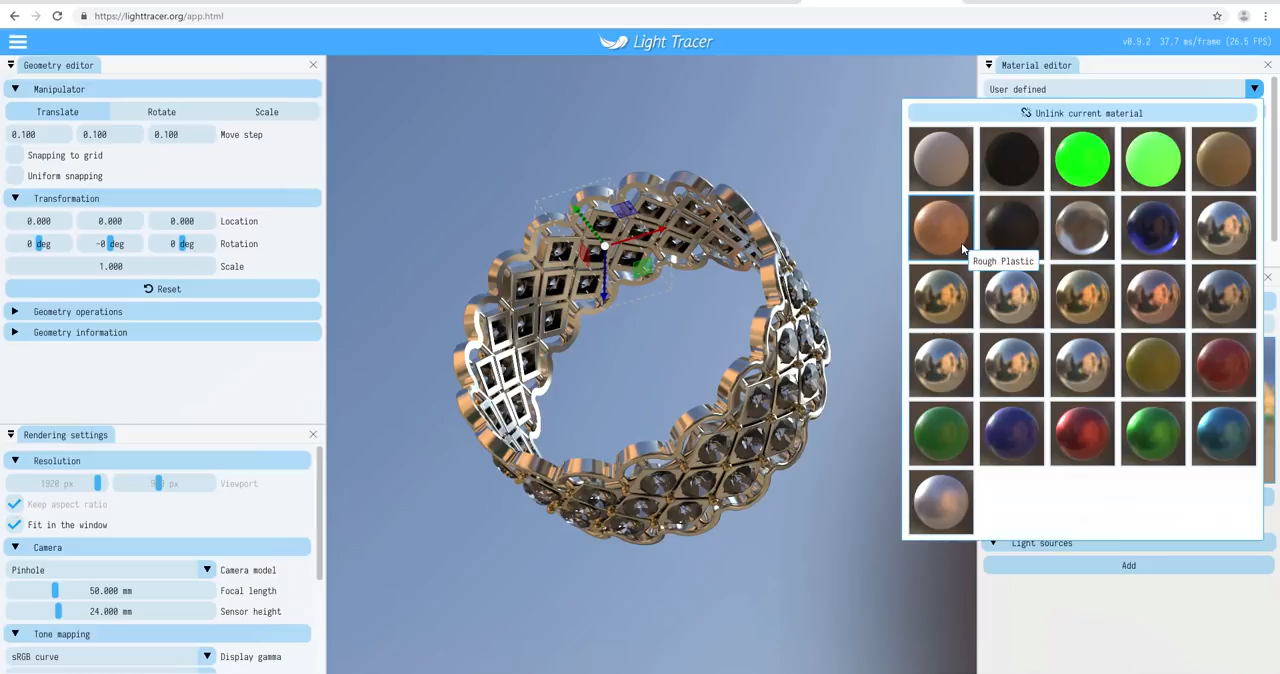 https://lighttracer.org/app.html
Light Tracer
v0.9.2 37.7 ms/frame (26.5 FPS)
Geometry editor
Manipulator
Translate Rotate Scale
0.100 0.100 0.100 Move step
Snapping to grid
Uniform snapping
Transformation
0.000 0.000 0.000 Location
0 deg -0 deg 0 deg Rotation
1.000 Scale
Reset
Geometry operations
Geometry information
Rendering settings
Resolution
1920 px px Viewport
Keep aspect ratio
Fit in the window
Camera
Pinhole Camera model
50.000 mm Focal length
24.000 mm Sensor height
Tone mapping
sRGB curve Display gamma
Material editor
User defined
Unlink current material
Rough Plastic
Light sources
Add